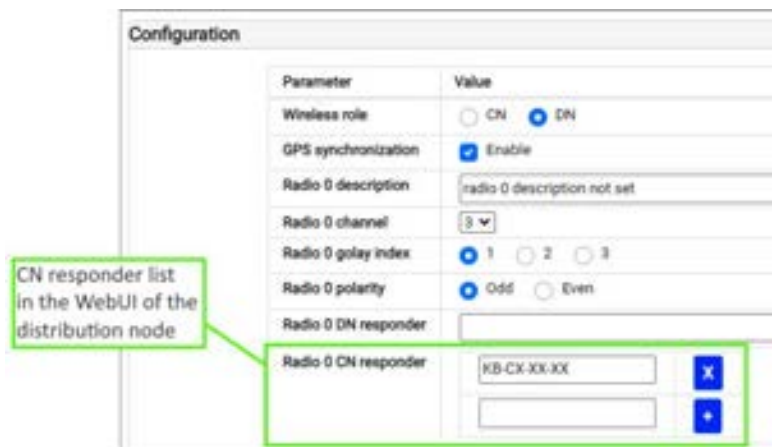 Configuration
Parameter Value
Wireless role CN DN
GPS synchronization Enable
Radio 0 description radio 0 description not set
Radio 0 channel 3
Radio 0 golay index 1 2 3
Radio 0 polarity Odd Even
Radio 0 DN responder
CN responder list
in the WebUI of the
distribution node
Radio 0 CN responder KB-CX-XX-XX X
+